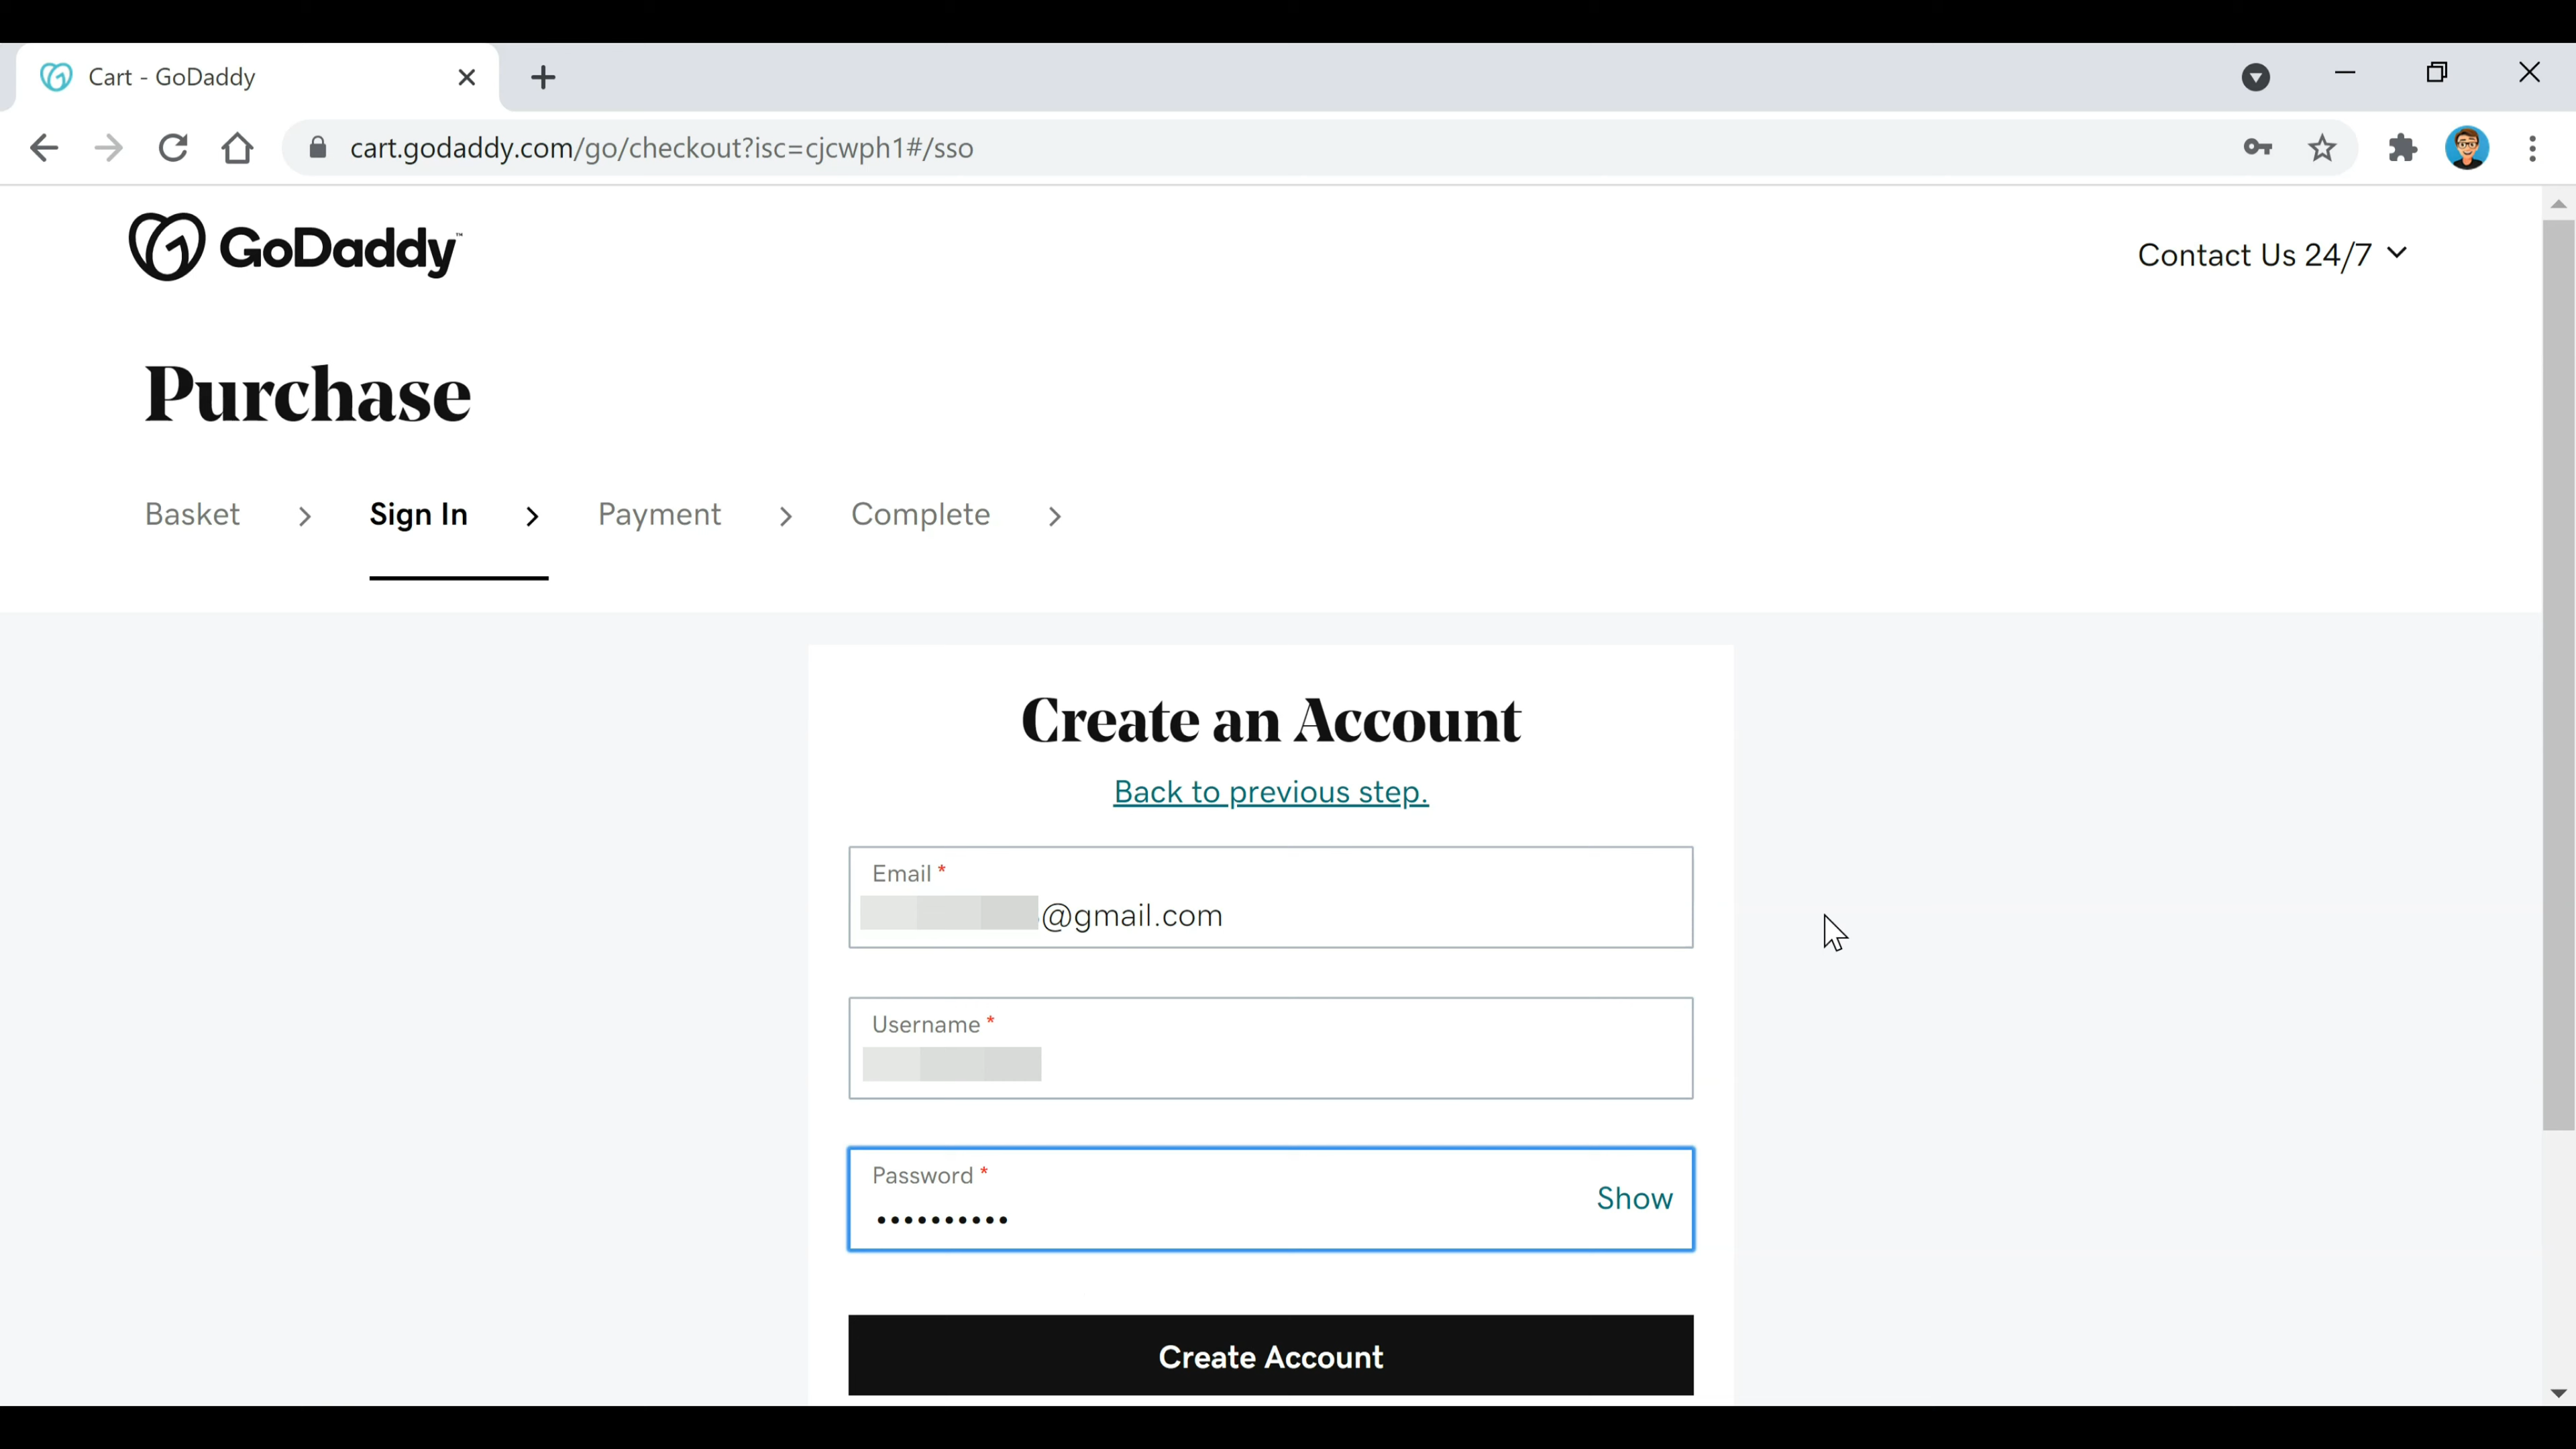 Cart - GoDaddy
cart.godaddy.com/go/checkout?isc=cjcwph1#/sso
GoDaddy™
Contact Us 24/7
Purchase
Basket > Sign In > Payment > Complete >
Create an Account
Back to previous step.
Email *
@gmail.com
Username *
Password *
••••••••••
Show
Create Account